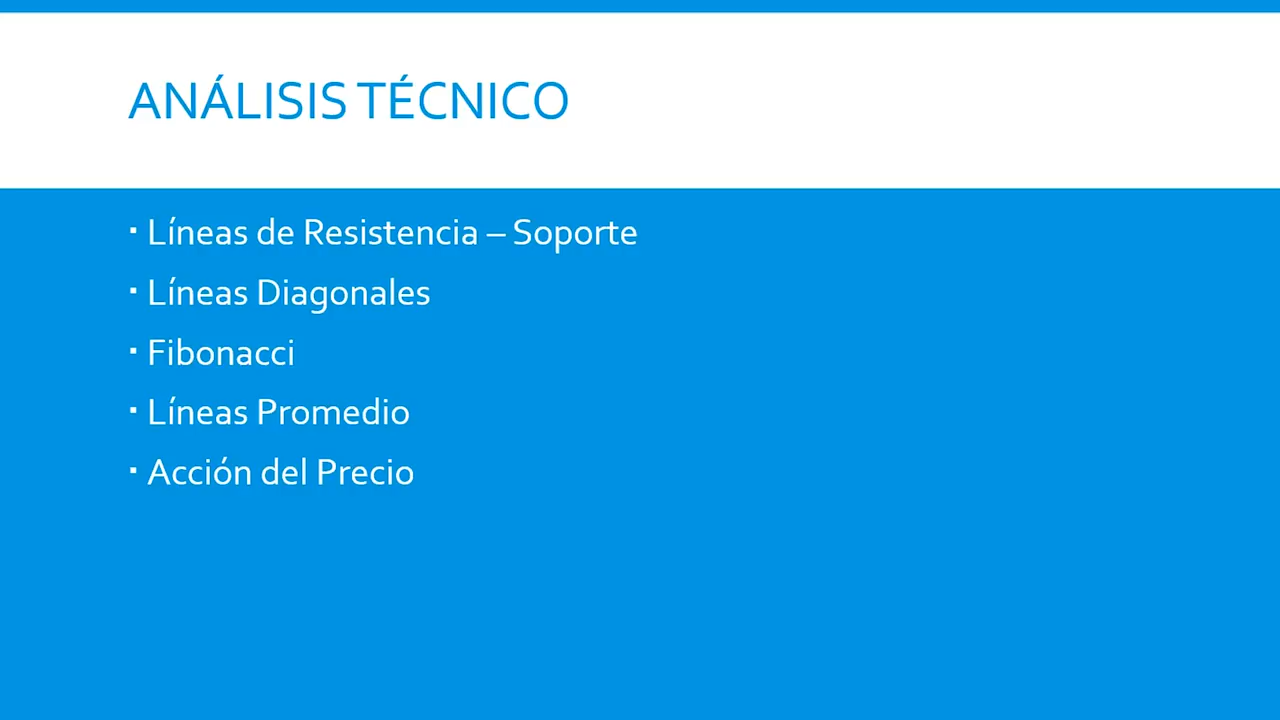 ANÁLISIS TÉCNICO
▪ Líneas de Resistencia – Soporte
▪ Líneas Diagonales
▪ Fibonacci
▪ Líneas Promedio
▪ Acción del Precio